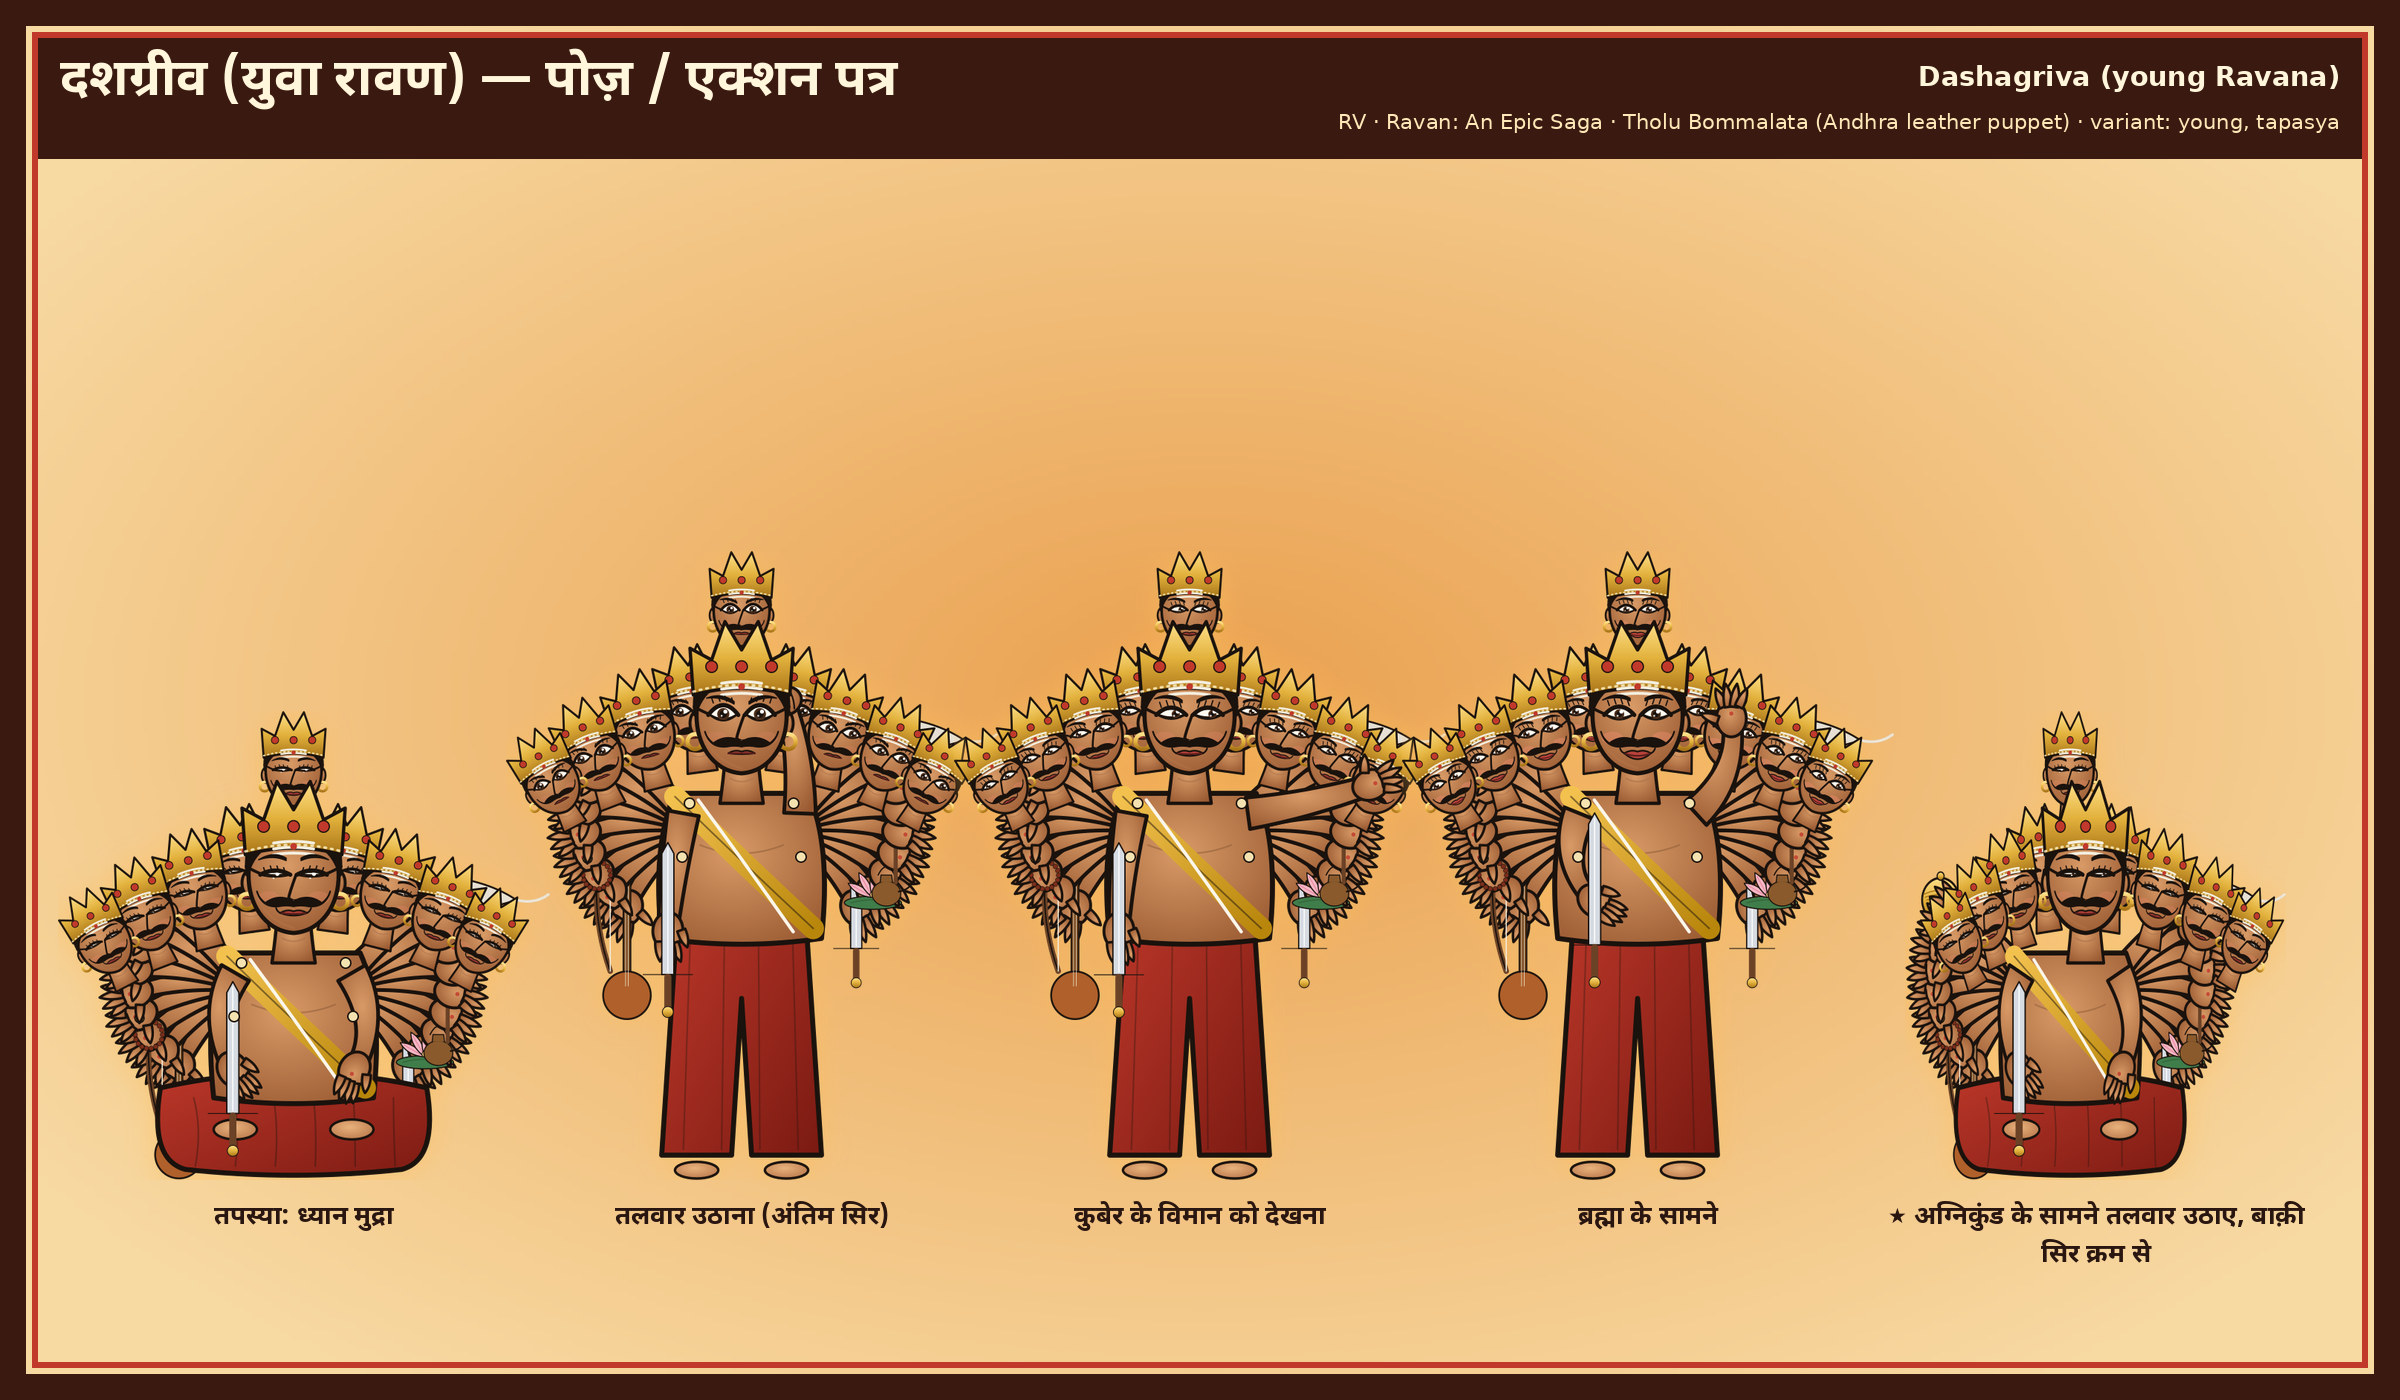 दशग्रीव (युवा रावण) — पोज़ / एक्शन पत्र
Dashagriva (young Ravana)
RV · Ravan: An Epic Saga · Tholu Bommalata (Andhra leather puppet) · variant: young, tapasya
तपस्या: ध्यान मुद्रा
तलवार उठाना (अंतिम सिर)
कुबेर के विमान को देखना
ब्रह्मा के सामने
★ अग्निकुंड के सामने तलवार उठाए, बाक़ी
सिर क्रम से